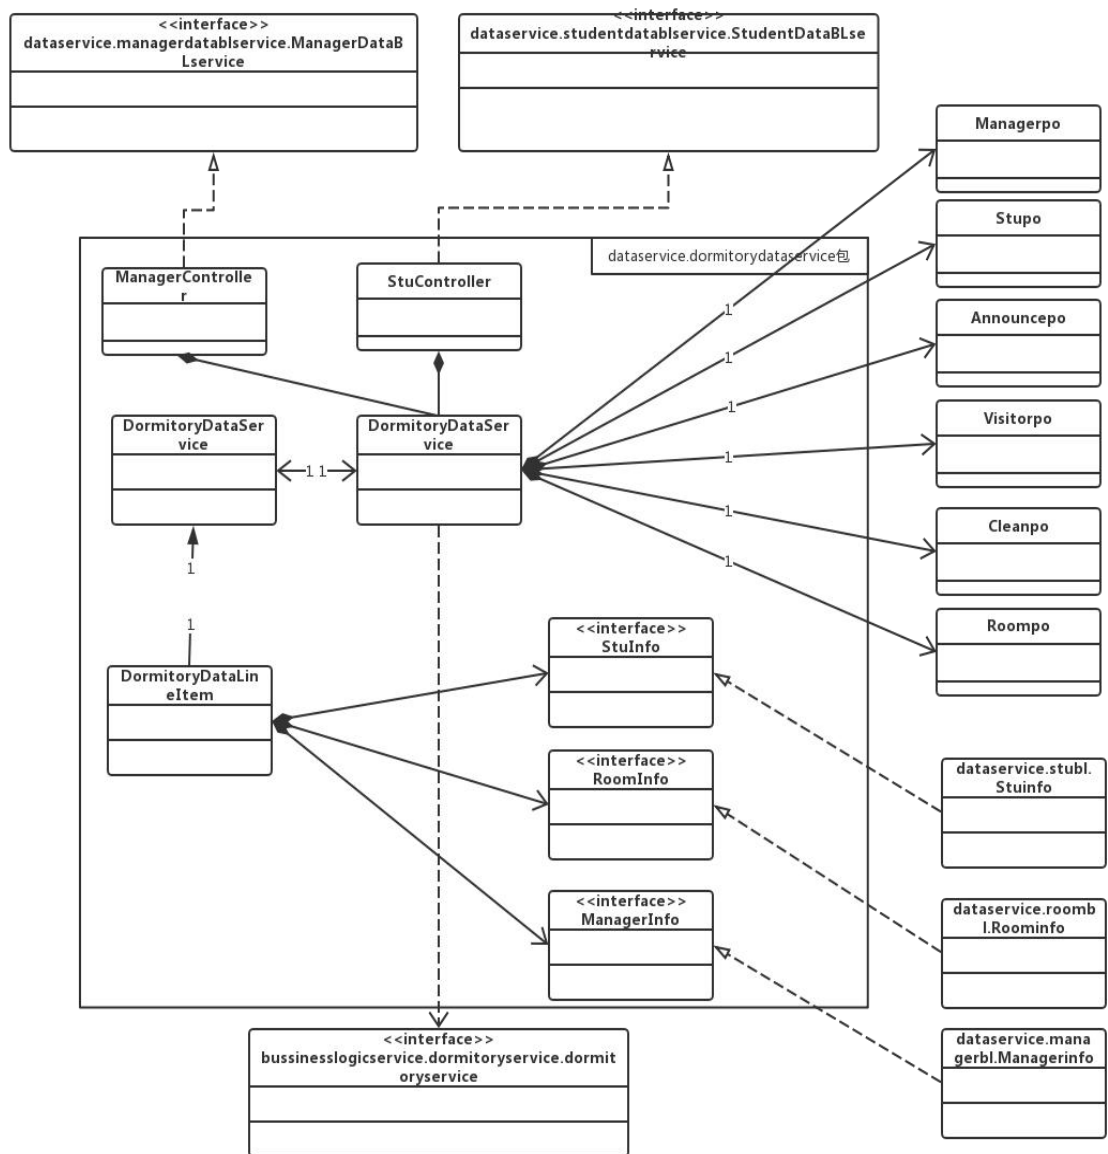 <<interface>>
dataservice.managerdatablservice.ManagerDataB
Lservice
<<interface>>
dataservice.studentdatablservice.StudentDataBLse
rvice
Managerpo
Stupo
dataservice.dormitorydataservice包
ManagerControlle
r
StuController
Announcepo
1
1
1
1
1
1
DormitoryDataSer
vice
DormitoryDataSer
vice
Visitorpo
1 1
Cleanpo
1
1
Roompo
<<interface>>
StuInfo
DormitoryDataLin
eItem
<<interface>>
RoomInfo
dataservice.stubl.
Stuinfo
<<interface>>
ManagerInfo
dataservice.roomb
l.Roominfo
<<interface>>
bussinesslogicservice.dormitoryservice.dormit
oryservice
dataservice.mana
gerbl.Managerinfo